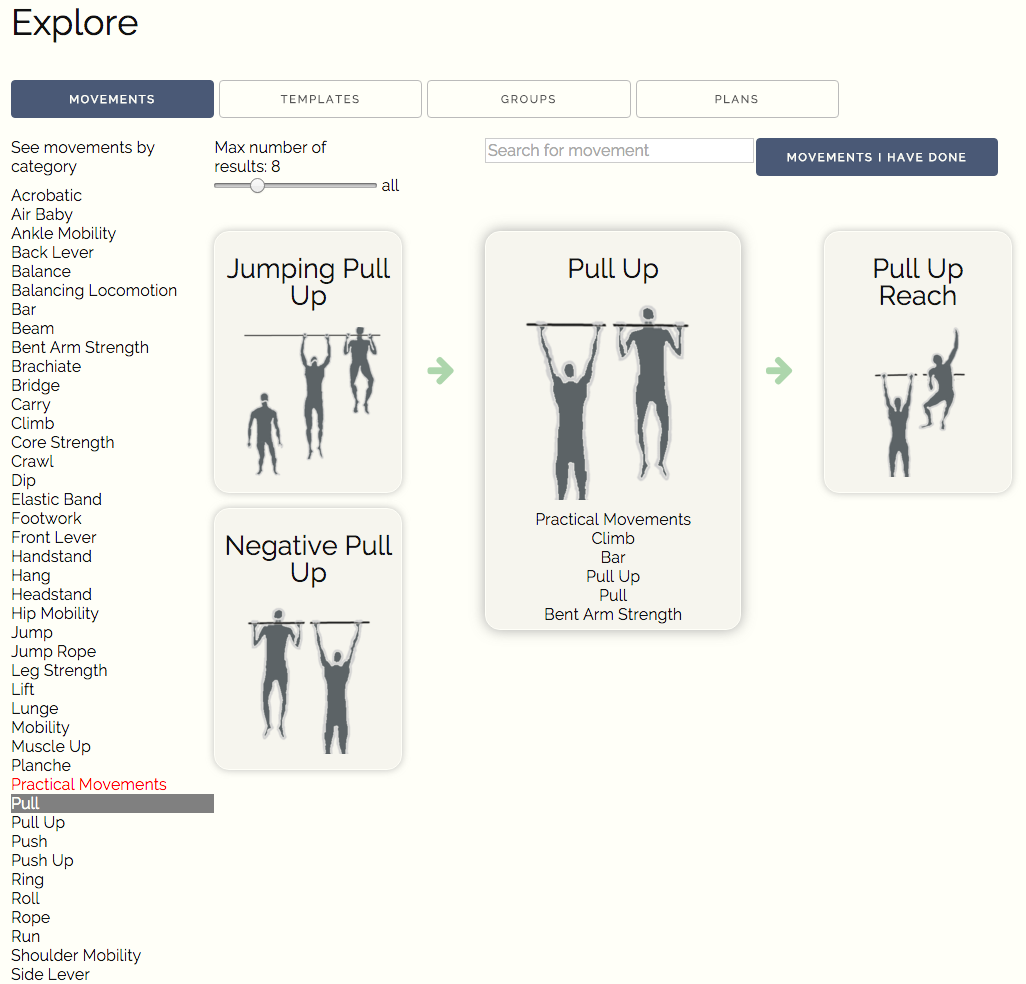 Explore
MOVEMENTS
TEMPLATES
GROUPS
PLANS
See movements by
category
Acrobatic
Air Baby
Ankle Mobility
Back Lever
Balance
Balancing Locomotion
Bar
Beam
Bent Arm Strength
Brachiate
Bridge
Carry
Climb
Core Strength
Crawl
Dip
Elastic Band
Footwork
Front Lever
Handstand
Hang
Headstand
Hip Mobility
Jump
Jump Rope
Leg Strength
Lift
Lunge
Mobility
Muscle Up
Planche
Practical Movements
Pull
Pull Up
Push
Push Up
Ring
Roll
Rope
Run
Shoulder Mobility
Side Lever
Max number of
results: 8
all
Search for movement
MOVEMENTS I HAVE DONE
Jumping Pull
Up
Negative Pull
Up
Pull Up
Practical Movements
Climb
Bar
Pull Up
Pull
Bent Arm Strength
Pull Up
Reach